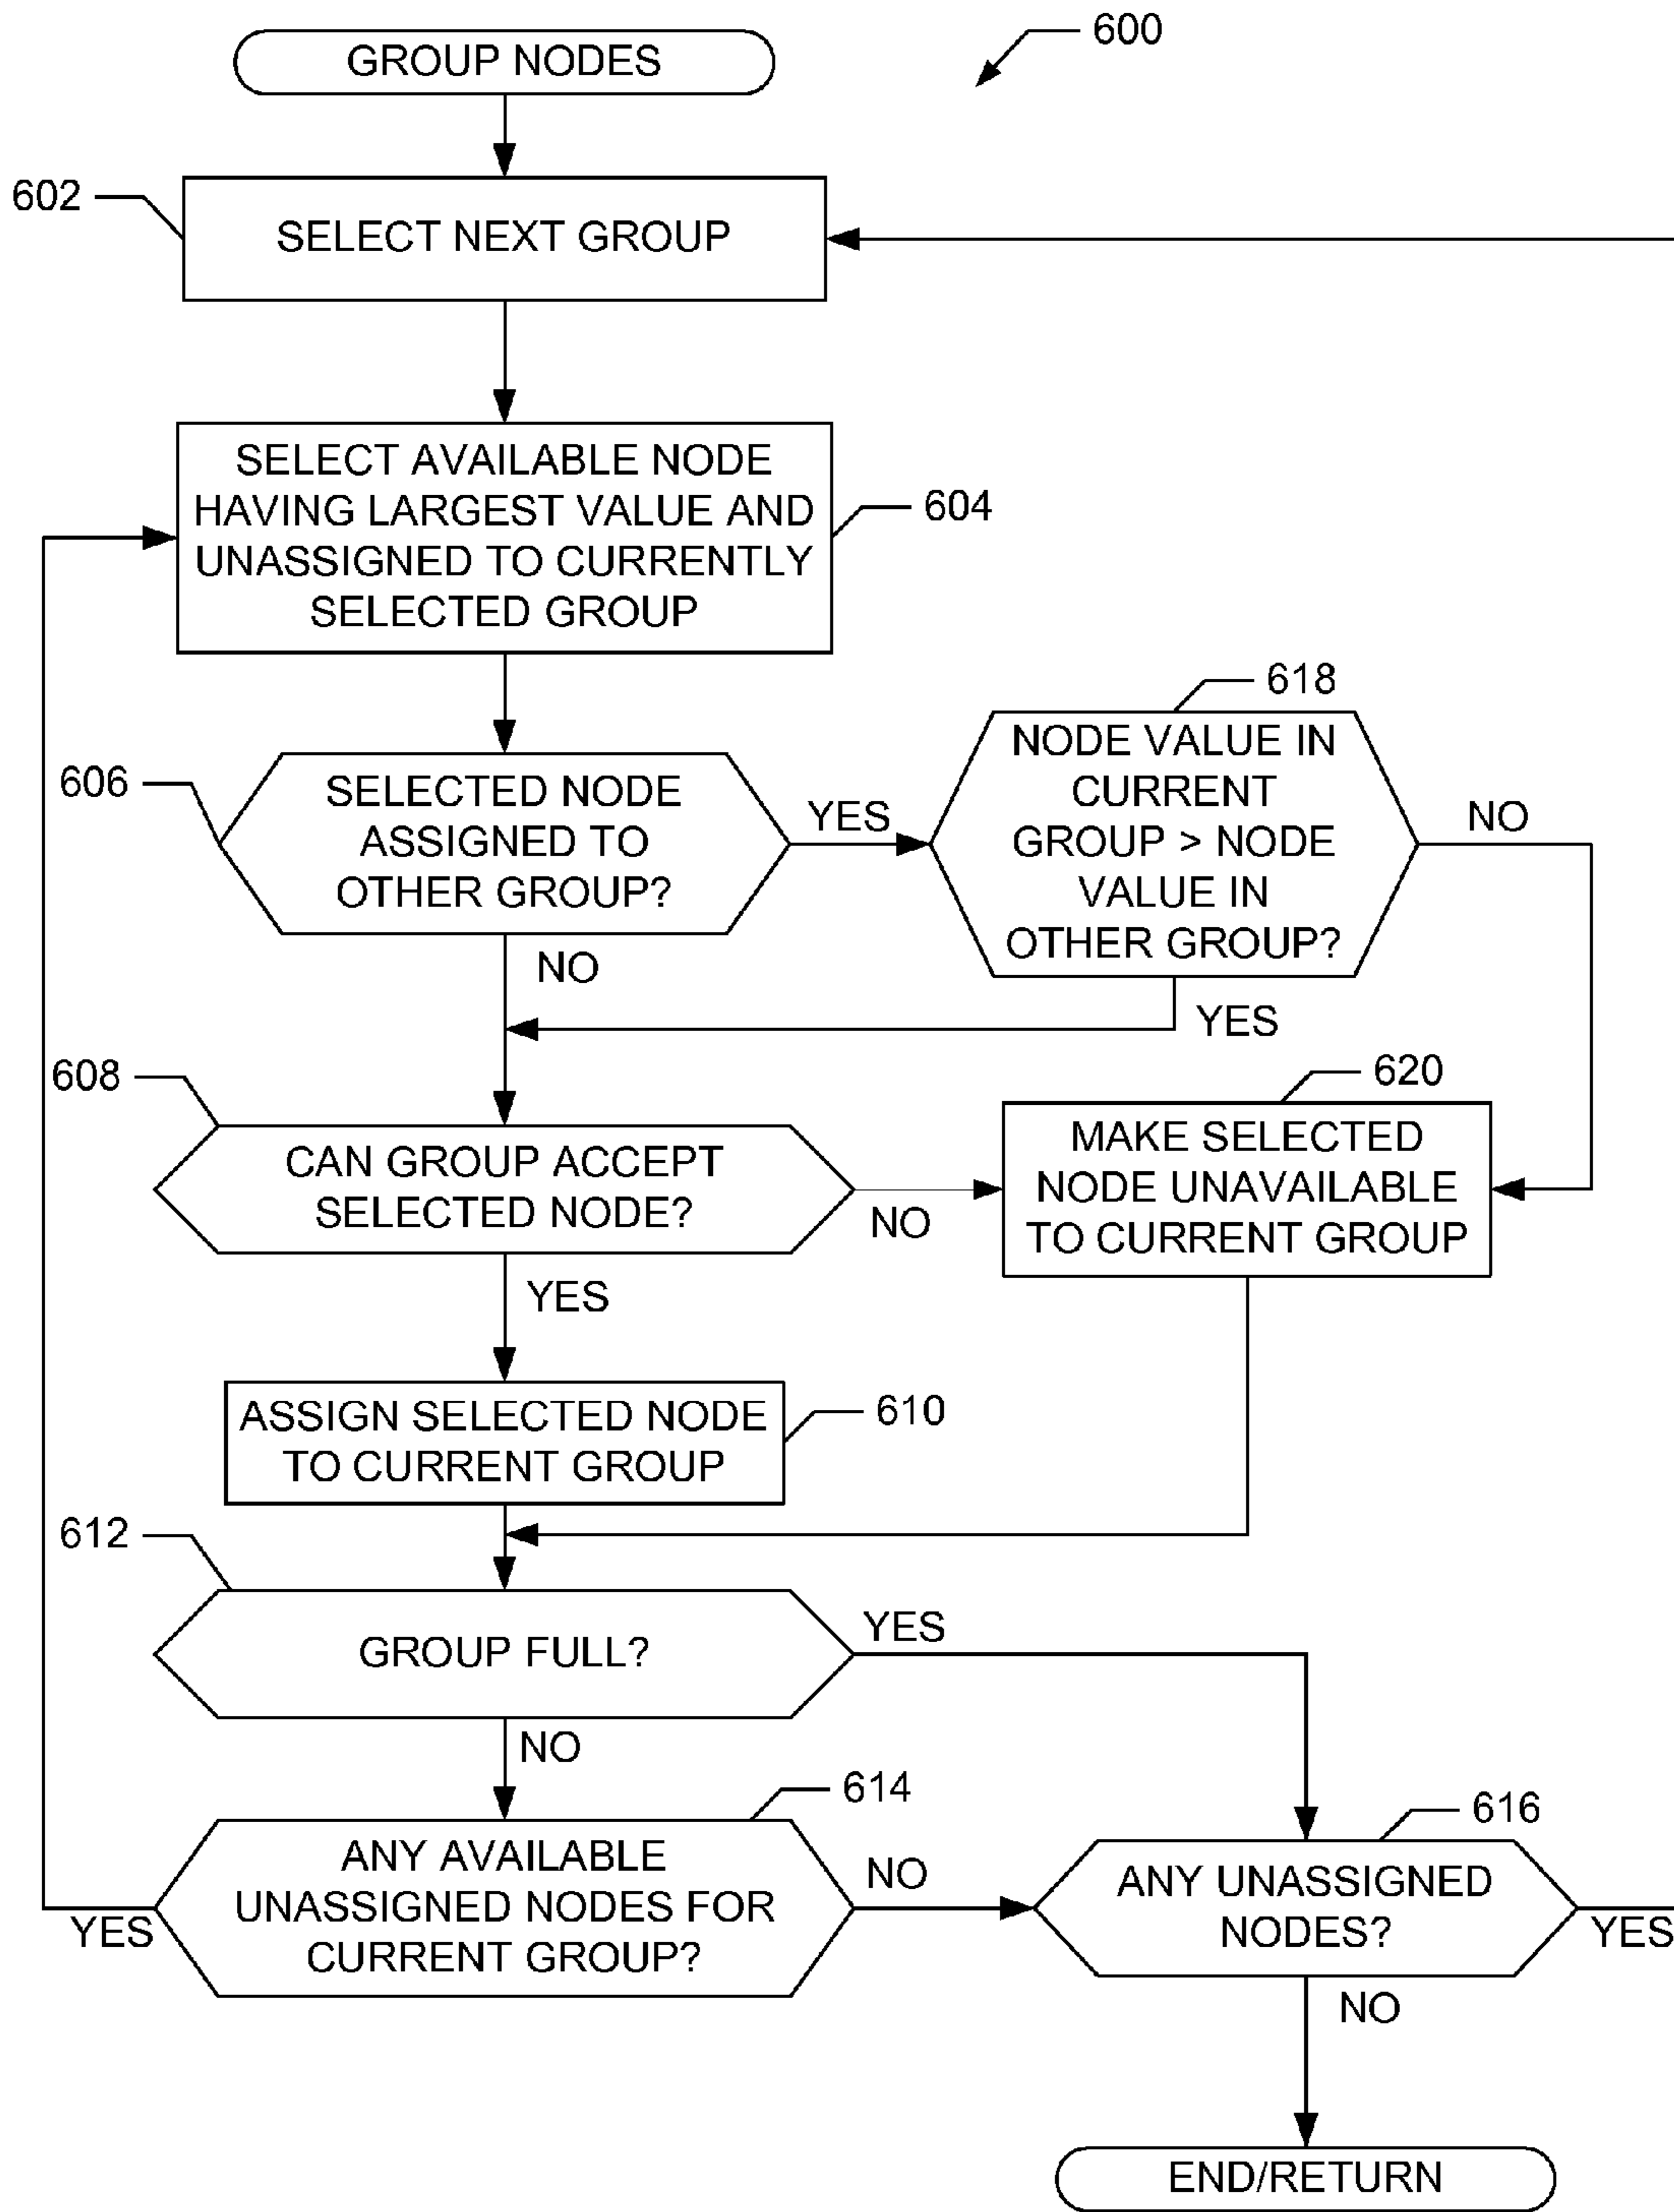 GROUP NODES
600
602
SELECT NEXT GROUP
SELECT AVAILABLE NODE
HAVING LARGEST VALUE AND
UNASSIGNED TO CURRENTLY
SELECTED GROUP
604
618
606
SELECTED NODE
ASSIGNED TO
OTHER GROUP?
YES
NODE VALUE IN
CURRENT
GROUP > NODE
VALUE IN
OTHER GROUP?
NO
NO
YES
608
CAN GROUP ACCEPT
SELECTED NODE?
NO
620
MAKE SELECTED
NODE UNAVAILABLE
TO CURRENT GROUP
YES
ASSIGN SELECTED NODE
TO CURRENT GROUP
610
612
GROUP FULL?
YES
NO
614
616
ANY AVAILABLE
UNASSIGNED NODES FOR
CURRENT GROUP?
YES
NO
ANY UNASSIGNED
NODES?
YES
NO
END/RETURN